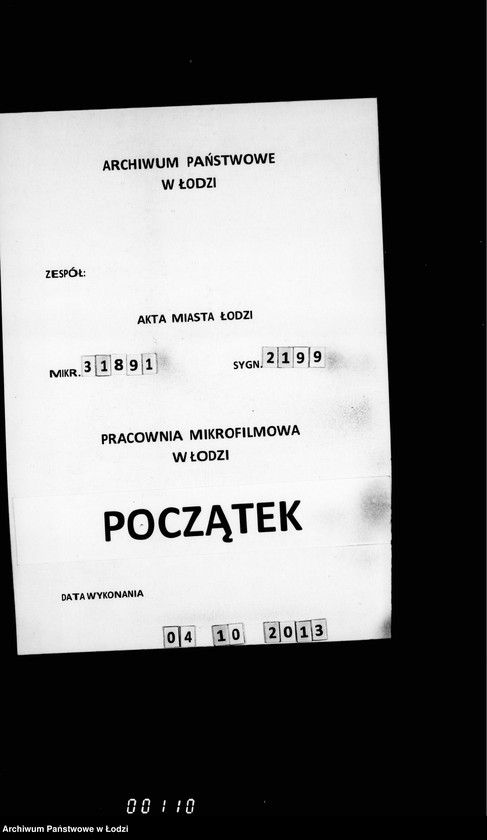 ARCHIWUM PAŃSTWOWE
W ŁODZI
ZESPÓŁ:
AKTA MIASTA ŁODZI
MIKR. 31891 SYGN. 2199
PRACOWNIA MIKROFILMOWA
W ŁODZI
POCZĄTEK
DATA WYKONANIA
04 10 2013
00110
Archiwum Państwowe w Łodzi